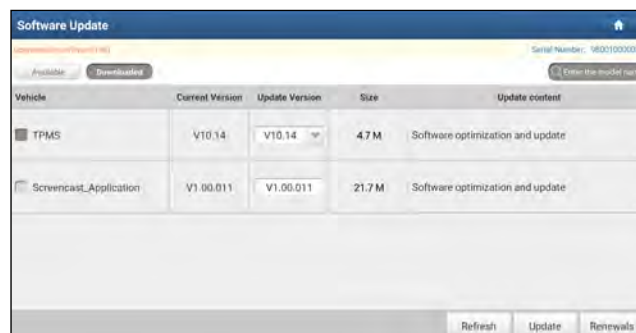 Software Update
Serial Number: 9800100000
Available Downloaded Enter the model
Vehicle Current Version Update Version Size Update content
TPMS V10.14 V10.14 4.7 M Software optimization and update
Screencast_Application V1.00.011 V1.00.011 21.7 M Software optimization and update
Refresh Update Renewals